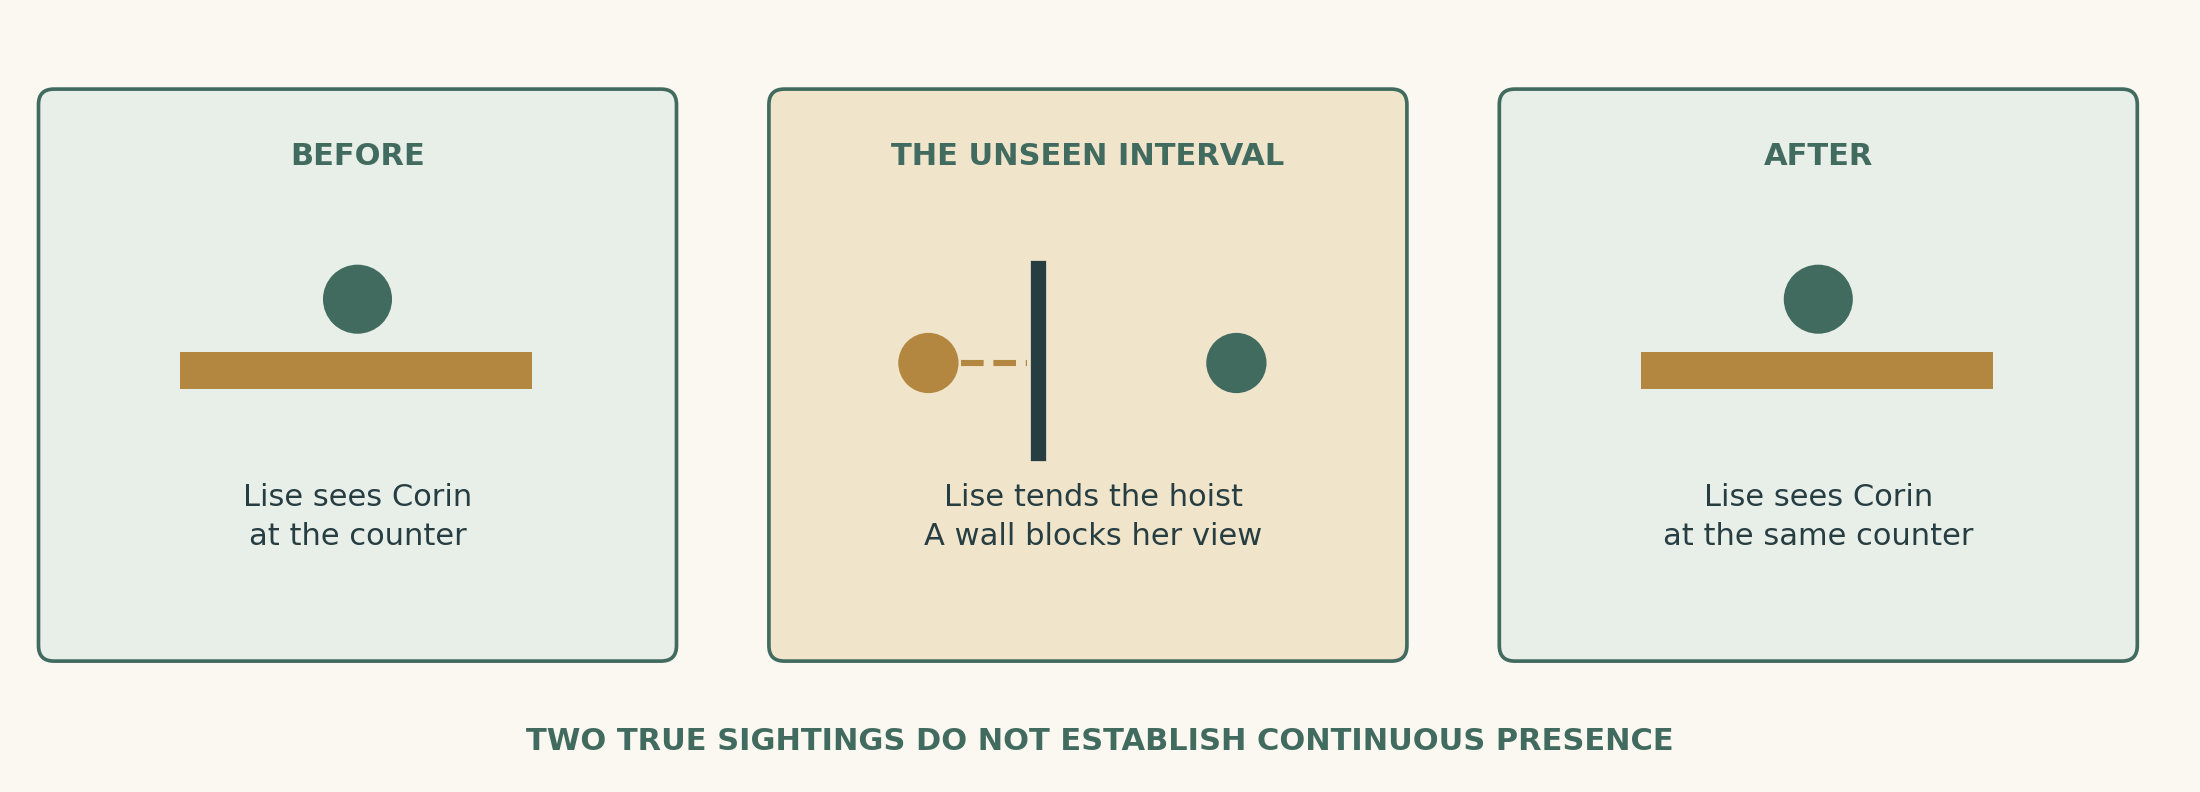 BEFORE
Lise sees Corin
at the counter
THE UNSEEN INTERVAL
Lise tends the hoist
A wall blocks her view
AFTER
Lise sees Corin
at the same counter
TWO TRUE SIGHTINGS DO NOT ESTABLISH CONTINUOUS PRESENCE